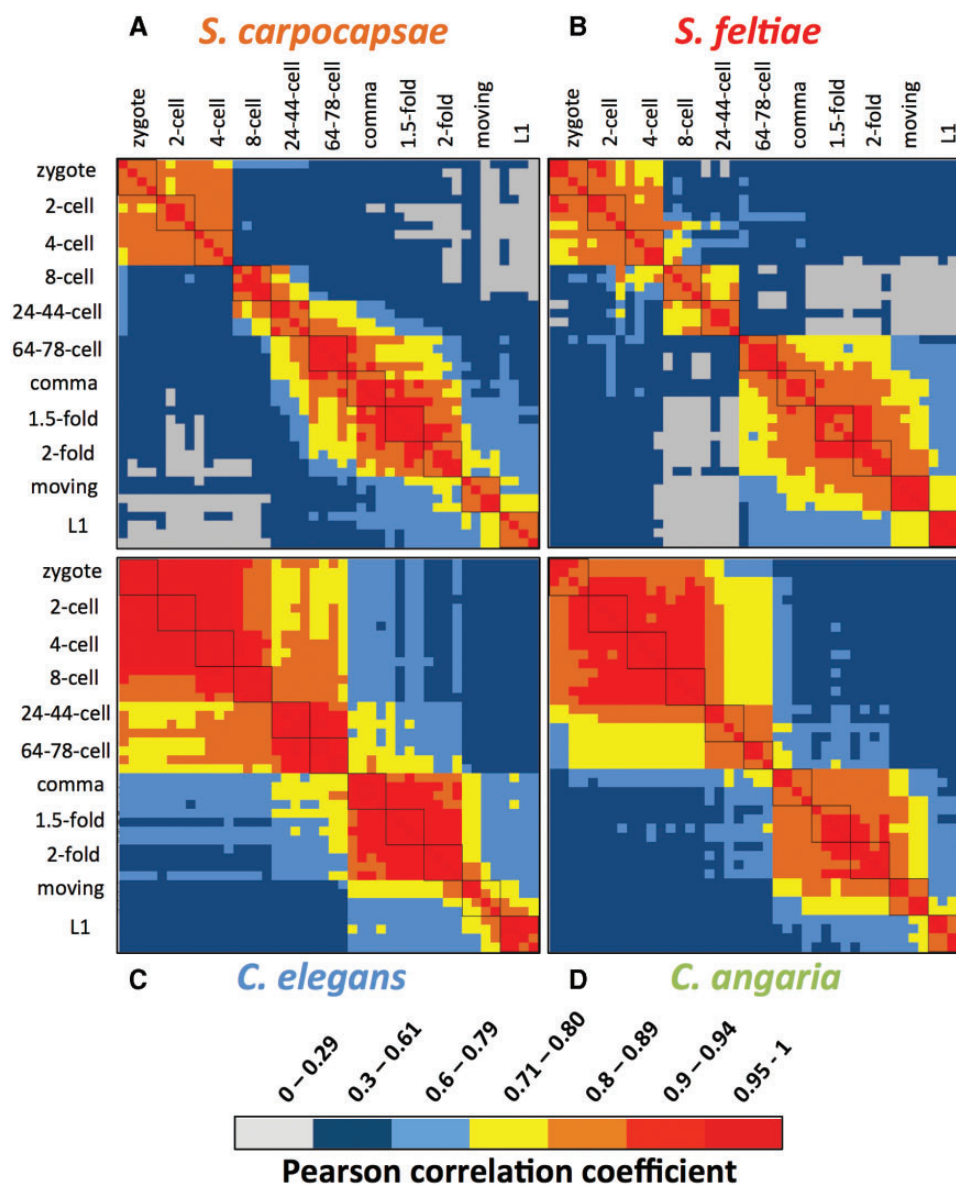 A S. carpocapsae
B S. feltiae
zygote 2-cell 4-cell 8-cell 24-44-cell 64-78-cell comma 1.5-fold 2-fold moving L1
zygote 2-cell 4-cell 8-cell 24-44-cell 64-78-cell comma 1.5-fold 2-fold moving L1
zygote
2-cell
4-cell
8-cell
24-44-cell
64-78-cell
comma
1.5-fold
2-fold
moving
L1
zygote
2-cell
4-cell
8-cell
24-44-cell
64-78-cell
comma
1.5-fold
2-fold
moving
L1
C C. elegans
D C. angaria
0 – 0.29
0.3 – 0.61
0.6 – 0.79
0.71 – 0.80
0.8 – 0.89
0.9 – 0.94
0.95 - 1
Pearson correlation coefficient